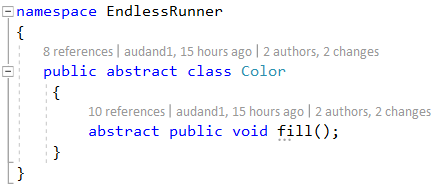 namespace EndlessRunner
{
8 references | audand1, 15 hours ago | 2 authors, 2 changes
public abstract class Color
{
10 references | audand1, 15 hours ago | 2 authors, 2 changes
abstract public void fill();
}
}